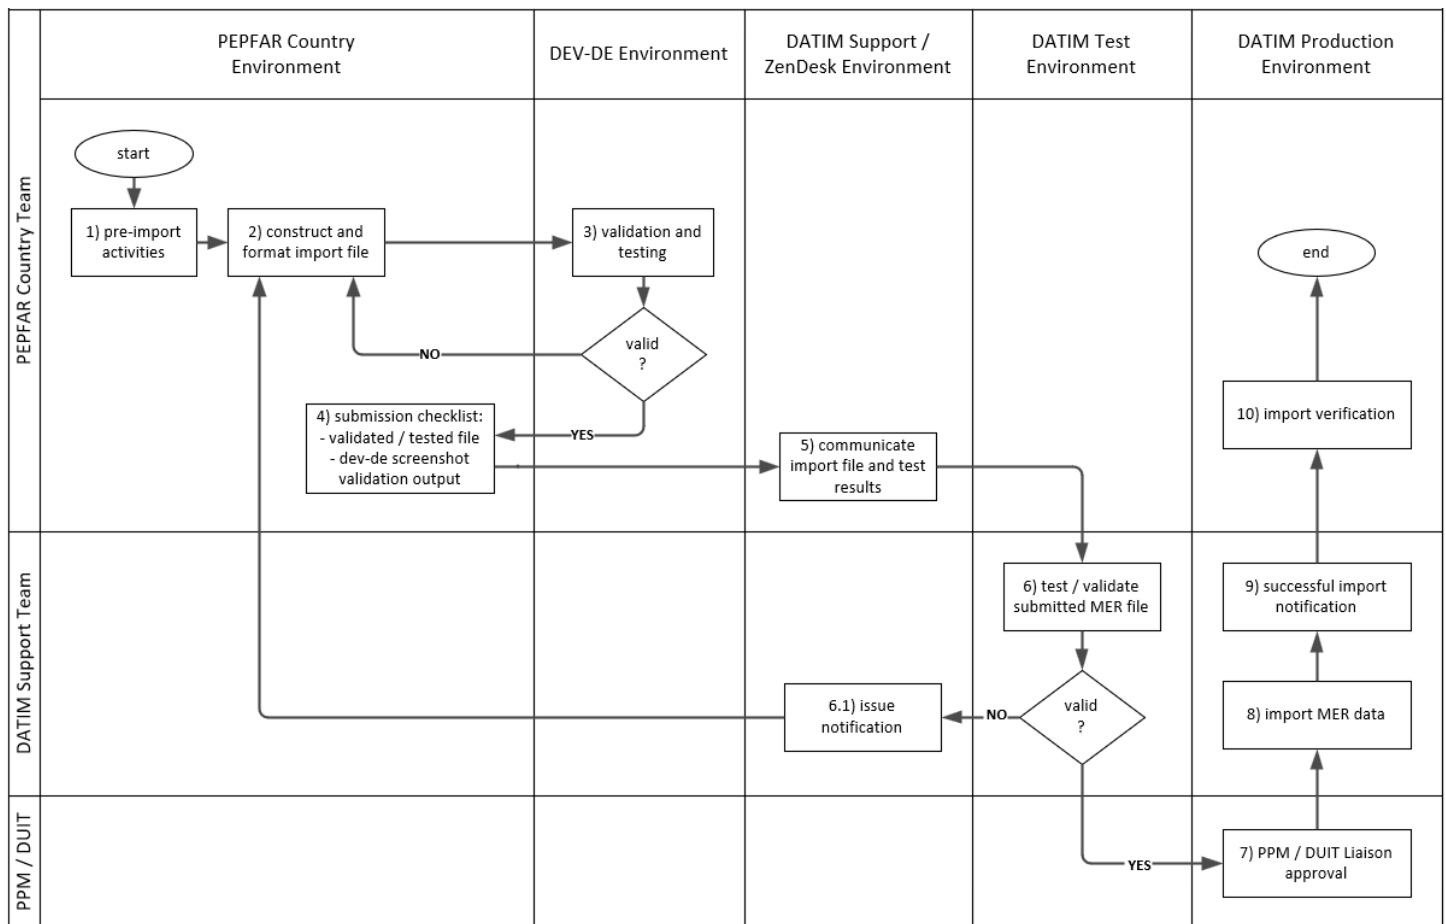 PEPFAR Country
Environment
DEV-DE Environment
DATIM Support /
ZenDesk Environment
DATIM Test
Environment
DATIM Production
Environment
PEPFAR Country Team
start
1) pre-import
activities
2) construct and
format import file
3) validation and
testing
valid
?
NO
YES
4) submission checklist:
- validated / tested file
- dev-de screenshot
validation output
5) communicate
import file and test
results
end
10) import verification
DATIM Support Team
6) test / validate
submitted MER file
valid
?
NO
6.1) issue
notification
9) successful import
notification
8) import MER data
PPM / DUIT
YES
7) PPM / DUIT Liaison
approval